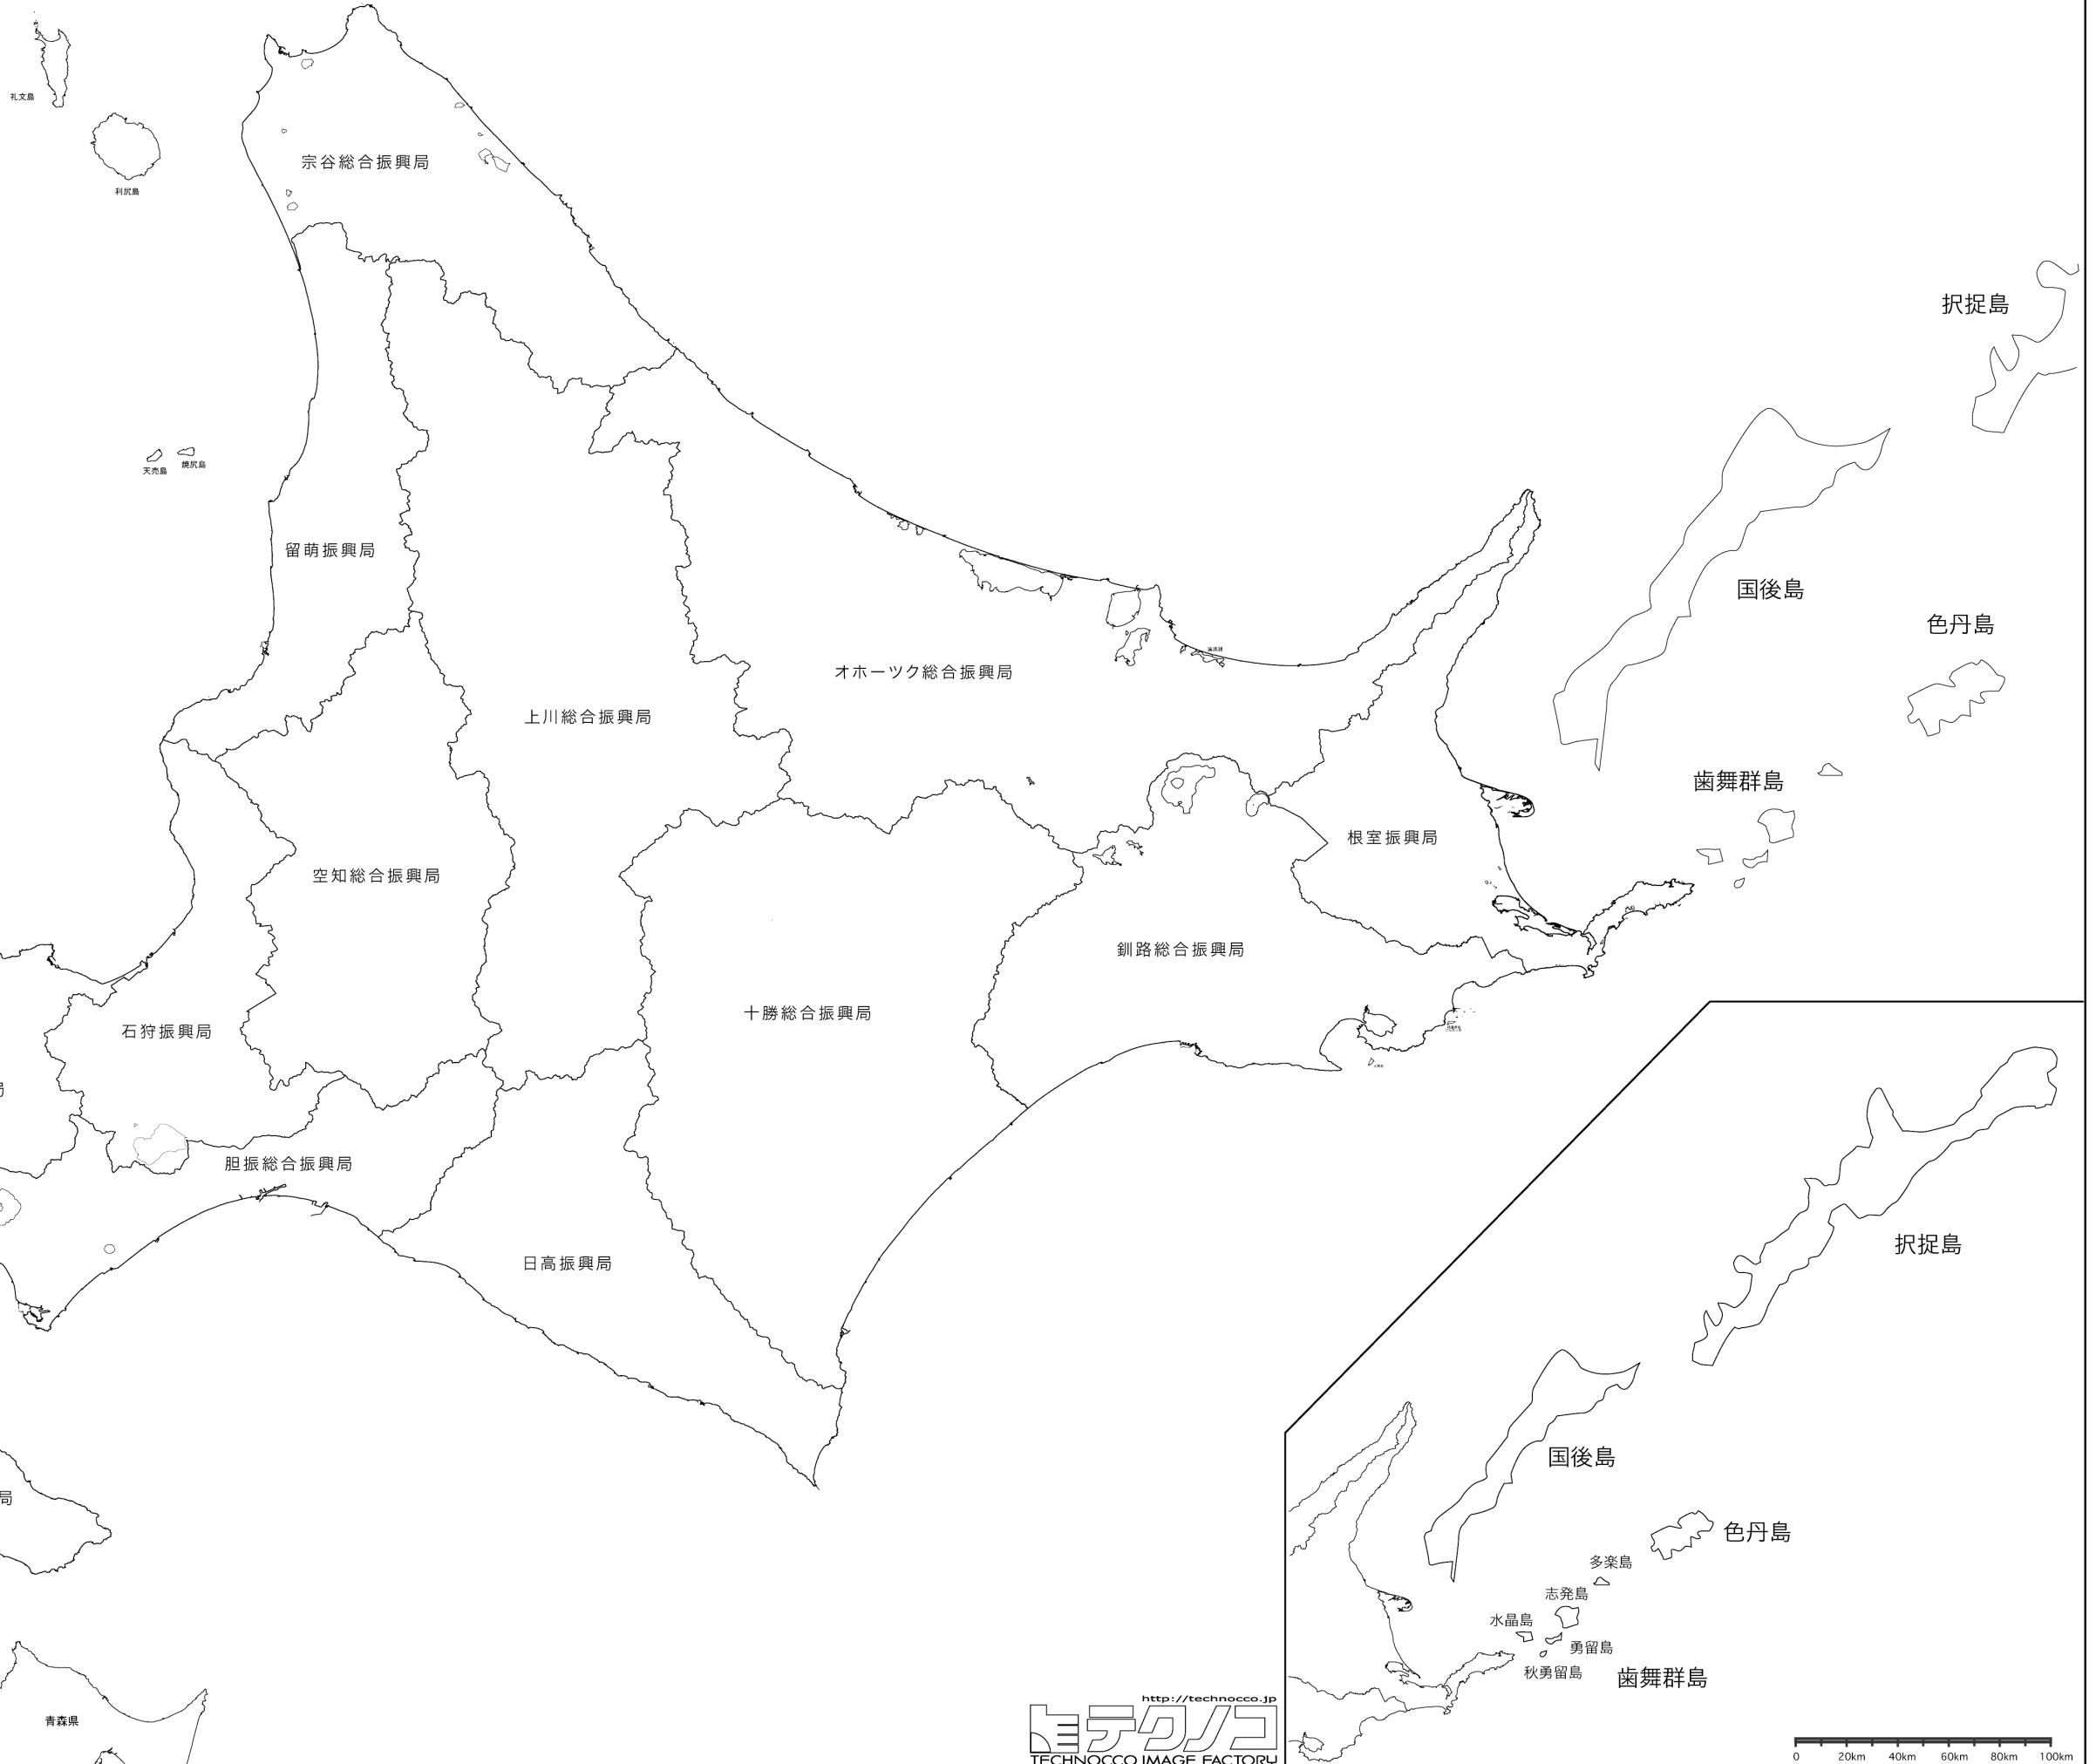 礼文島
利尻島
宗谷総合振興局
択捉島
天売島
焼尻島
留萌振興局
国後島
色丹島
オホーツク総合振興局
上川総合振興局
歯舞群島
根室振興局
空知総合振興局
釧路総合振興局
十勝総合振興局
石狩振興局
局
胆振総合振興局
日高振興局
局
青森県
択捉島
国後島
色丹島
多楽島
志発島
水晶島
勇留島
秋勇留島
歯舞群島
http://technocco.jp
テクノコ
TECHNOCCO IMAGE FACTORY
0 20km 40km 60km 80km 100km